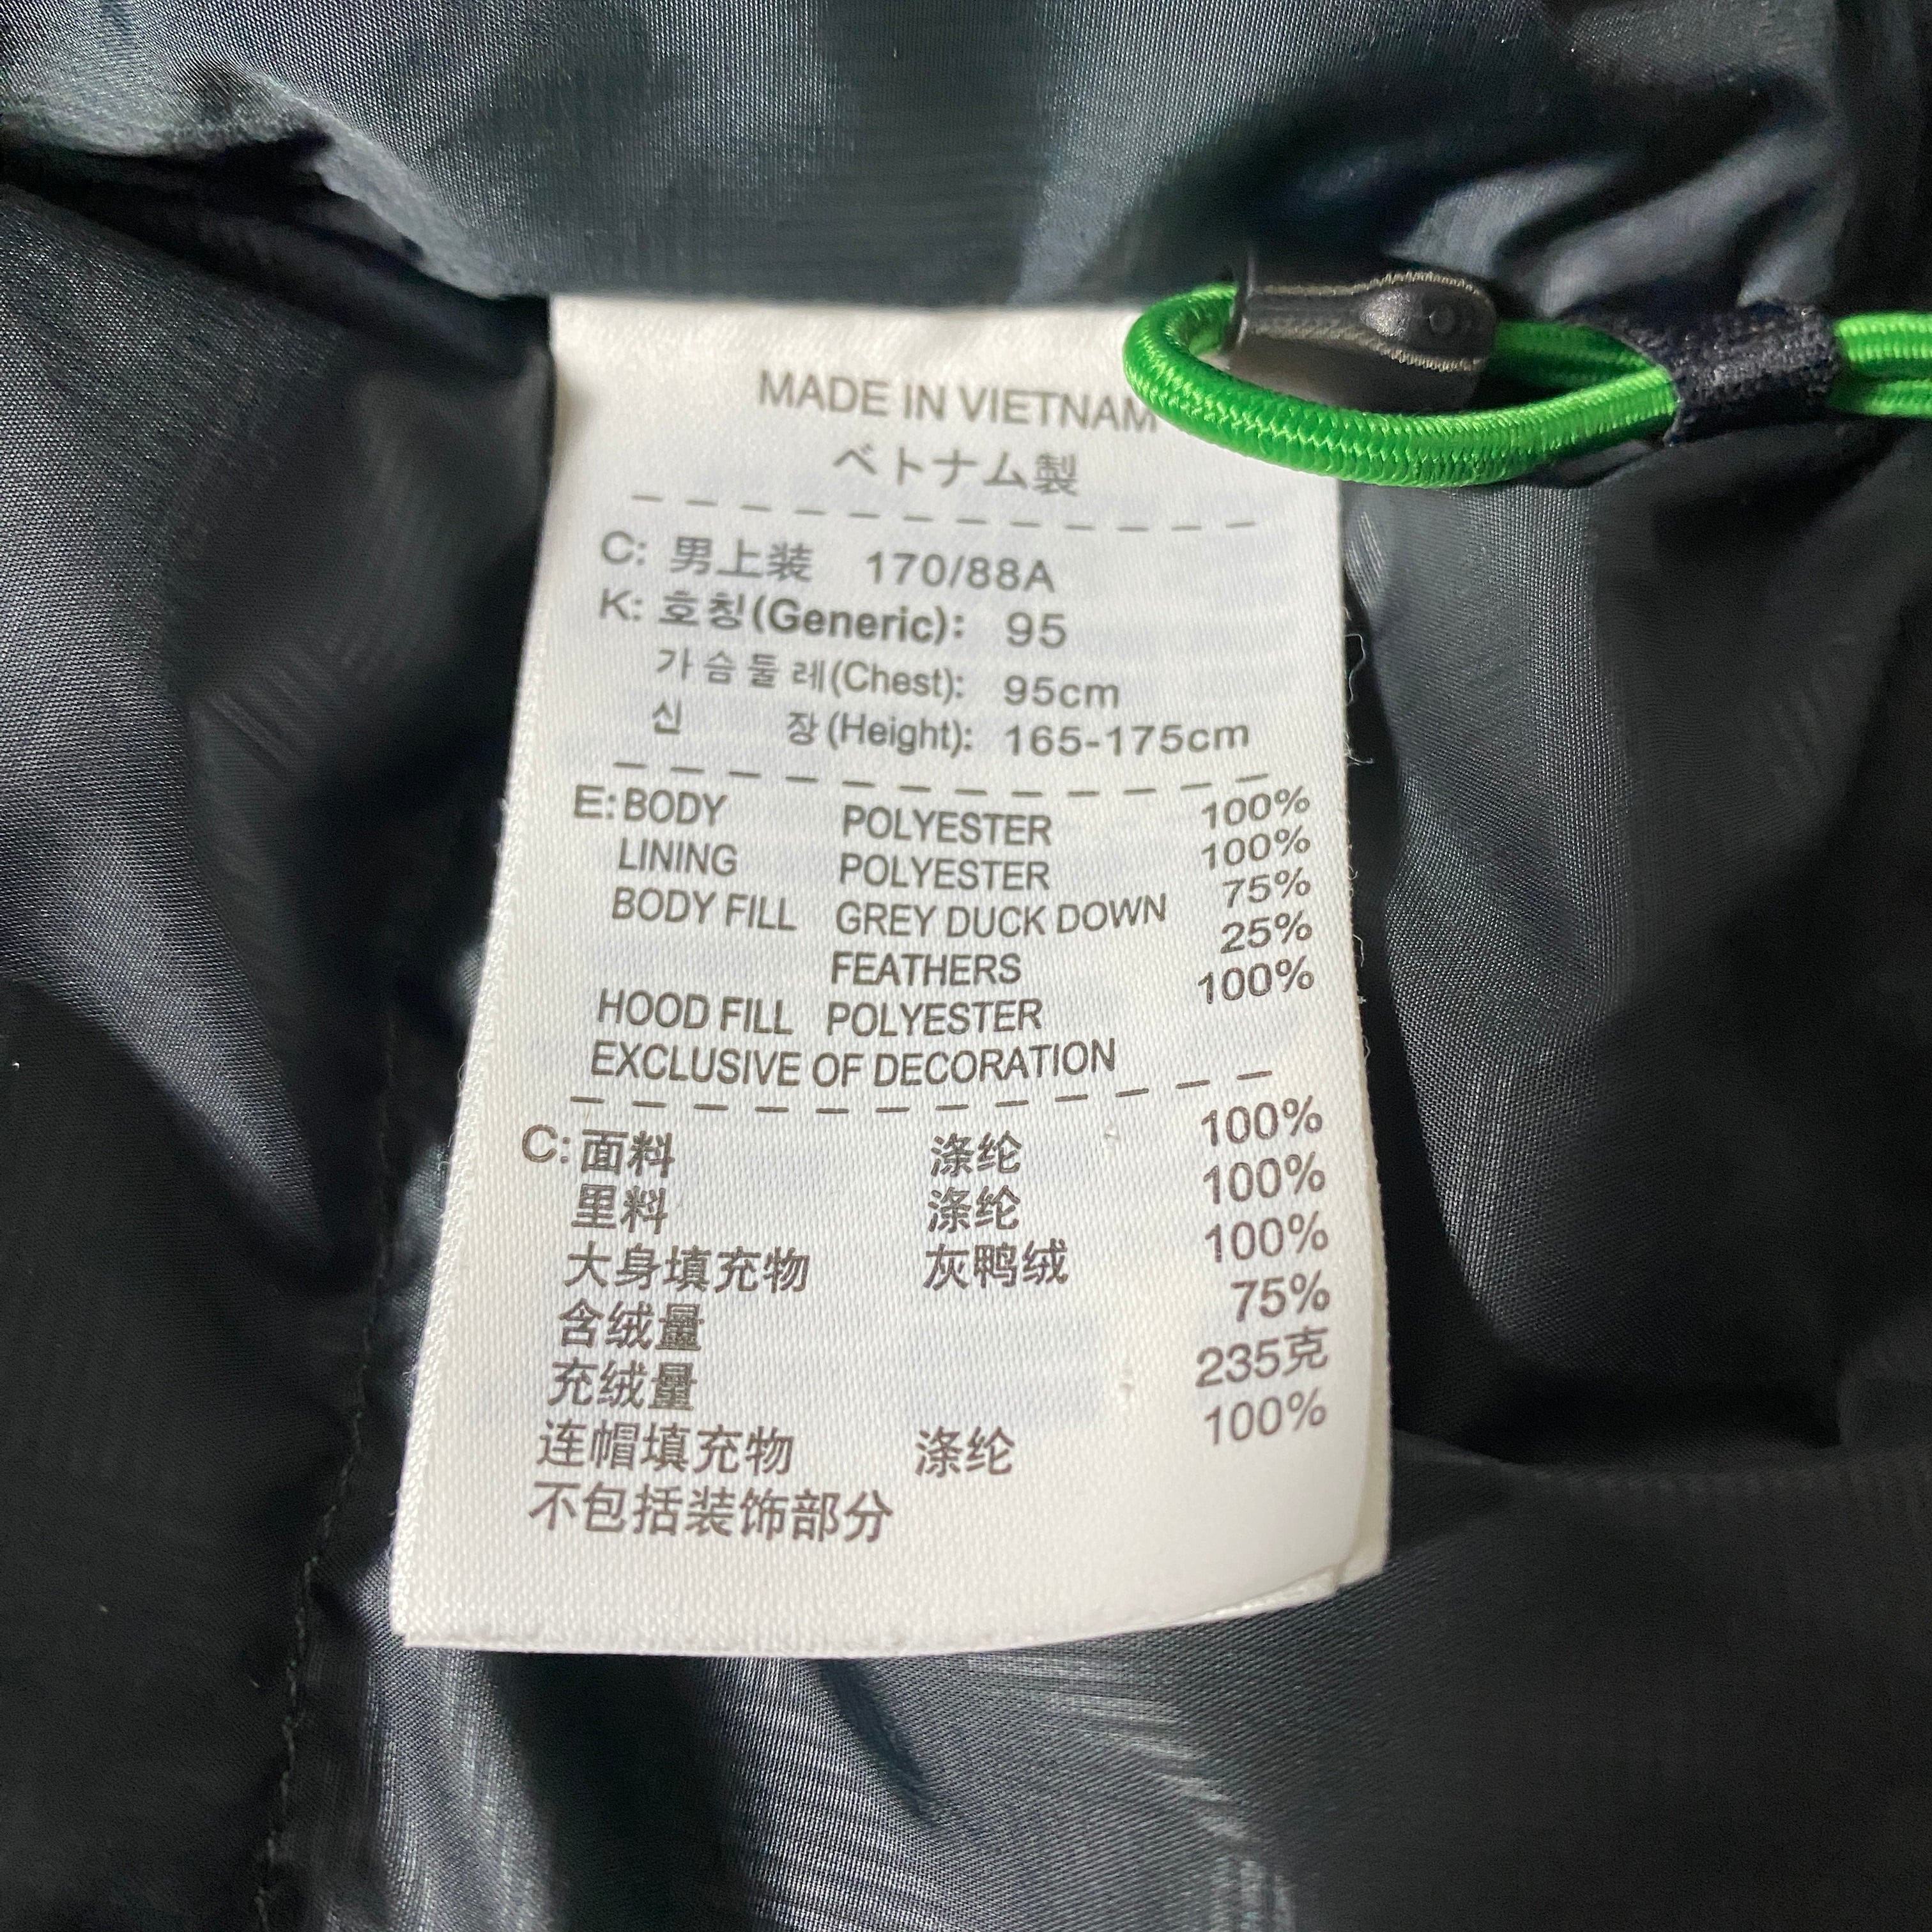 MADE IN VIETNAM
ベトナム製
C: 男上装 170/88A
K: 호칭(Generic): 95
가슴둘레(Chest): 95cm
신 장(Height): 165-175cm
E: BODY POLYESTER 100%
LINING POLYESTER 100%
BODY FILL GREY DUCK DOWN 75%
FEATHERS 25%
HOOD FILL POLYESTER 100%
EXCLUSIVE OF DECORATION
C: 面料 涤纶 100%
里料 涤纶 100%
大身填充物 灰鸭绒 100%
含绒量 75%
充绒量 235克
连帽填充物 涤纶 100%
不包括装饰部分